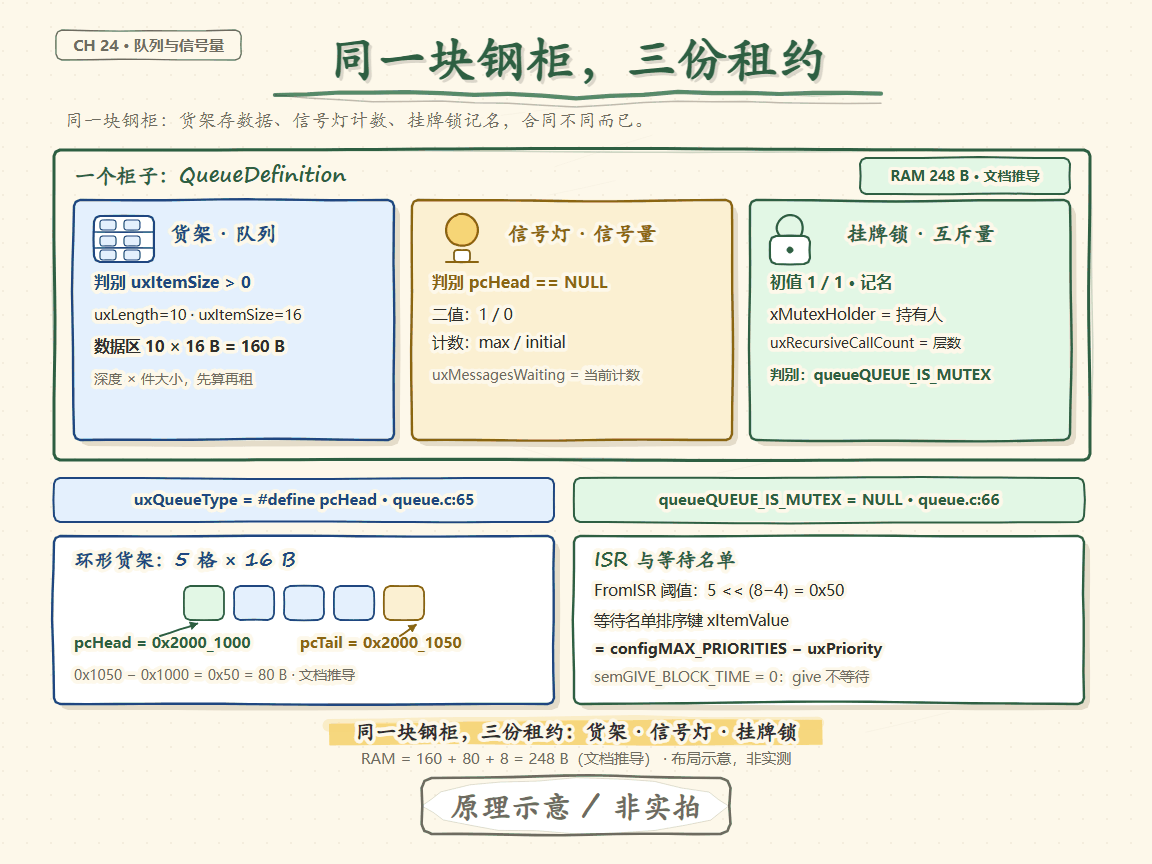 CH 24 • 队列与信号量
同一块钢柜，三份租约
同一块钢柜：货架存数据、信号灯计数、挂牌锁记名，合同不同而已。
一个柜子：QueueDefinition
RAM 248 B • 文档推导
货架 · 队列
判别 uxItemSize > 0
uxLength=10 · uxItemSize=16
数据区 10 × 16 B = 160 B
深度 × 件大小，先算再租
信号灯 · 信号量
判别 pcHead == NULL
二值：1 / 0
计数：max / initial
uxMessagesWaiting = 当前计数
挂牌锁 · 互斥量
初值 1 / 1 • 记名
xMutexHolder = 持有人
uxRecursiveCallCount = 层数
判别：queueQUEUE_IS_MUTEX
uxQueueType = #define pcHead • queue.c:65
queueQUEUE_IS_MUTEX = NULL • queue.c:66
环形货架：5 格 × 16 B
pcHead = 0x2000_1000
pcTail = 0x2000_1050
0x1050 − 0x1000 = 0x50 = 80 B · 文档推导
ISR 与等待名单
FromISR 阈值：5 << (8−4) = 0x50
等待名单排序键 xItemValue
= configMAX_PRIORITIES − uxPriority
semGIVE_BLOCK_TIME = 0：give 不等待
同一块钢柜，三份租约：货架 · 信号灯 · 挂牌锁
RAM = 160 + 80 + 8 = 248 B（文档推导） · 布局示意，非实测
原理示意 / 非实拍